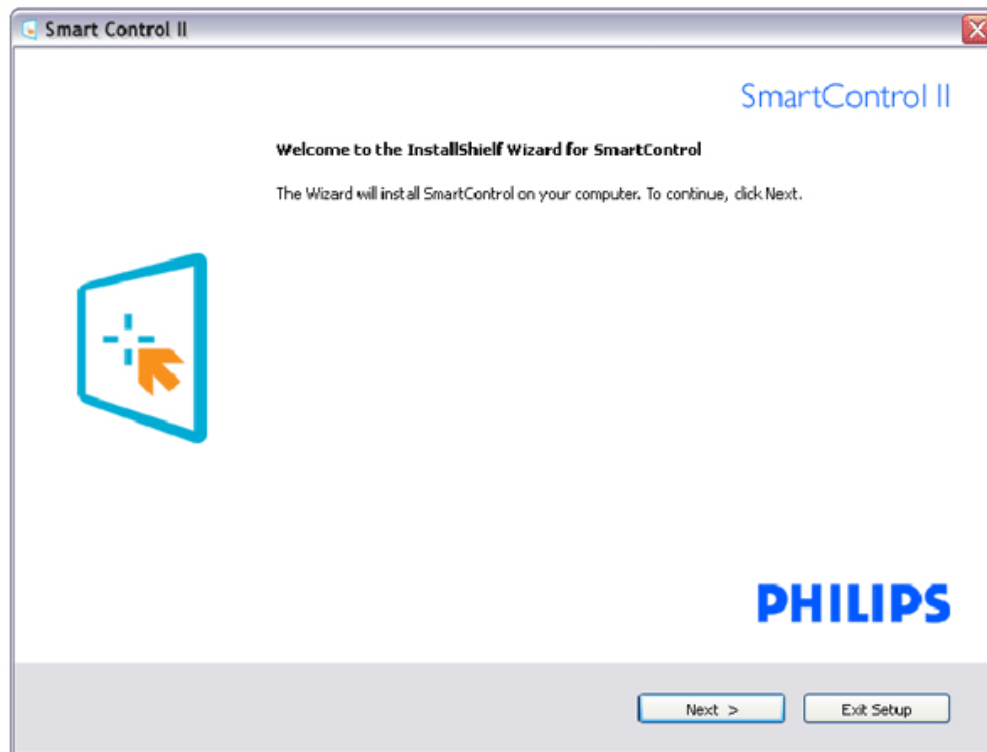 Smart Control II
SmartControl II
Welcome to the InstallShielf Wizard for SmartControl
The Wizard will install SmartControl on your computer. To continue, click Next.
PHILIPS
Next >
Exit Setup